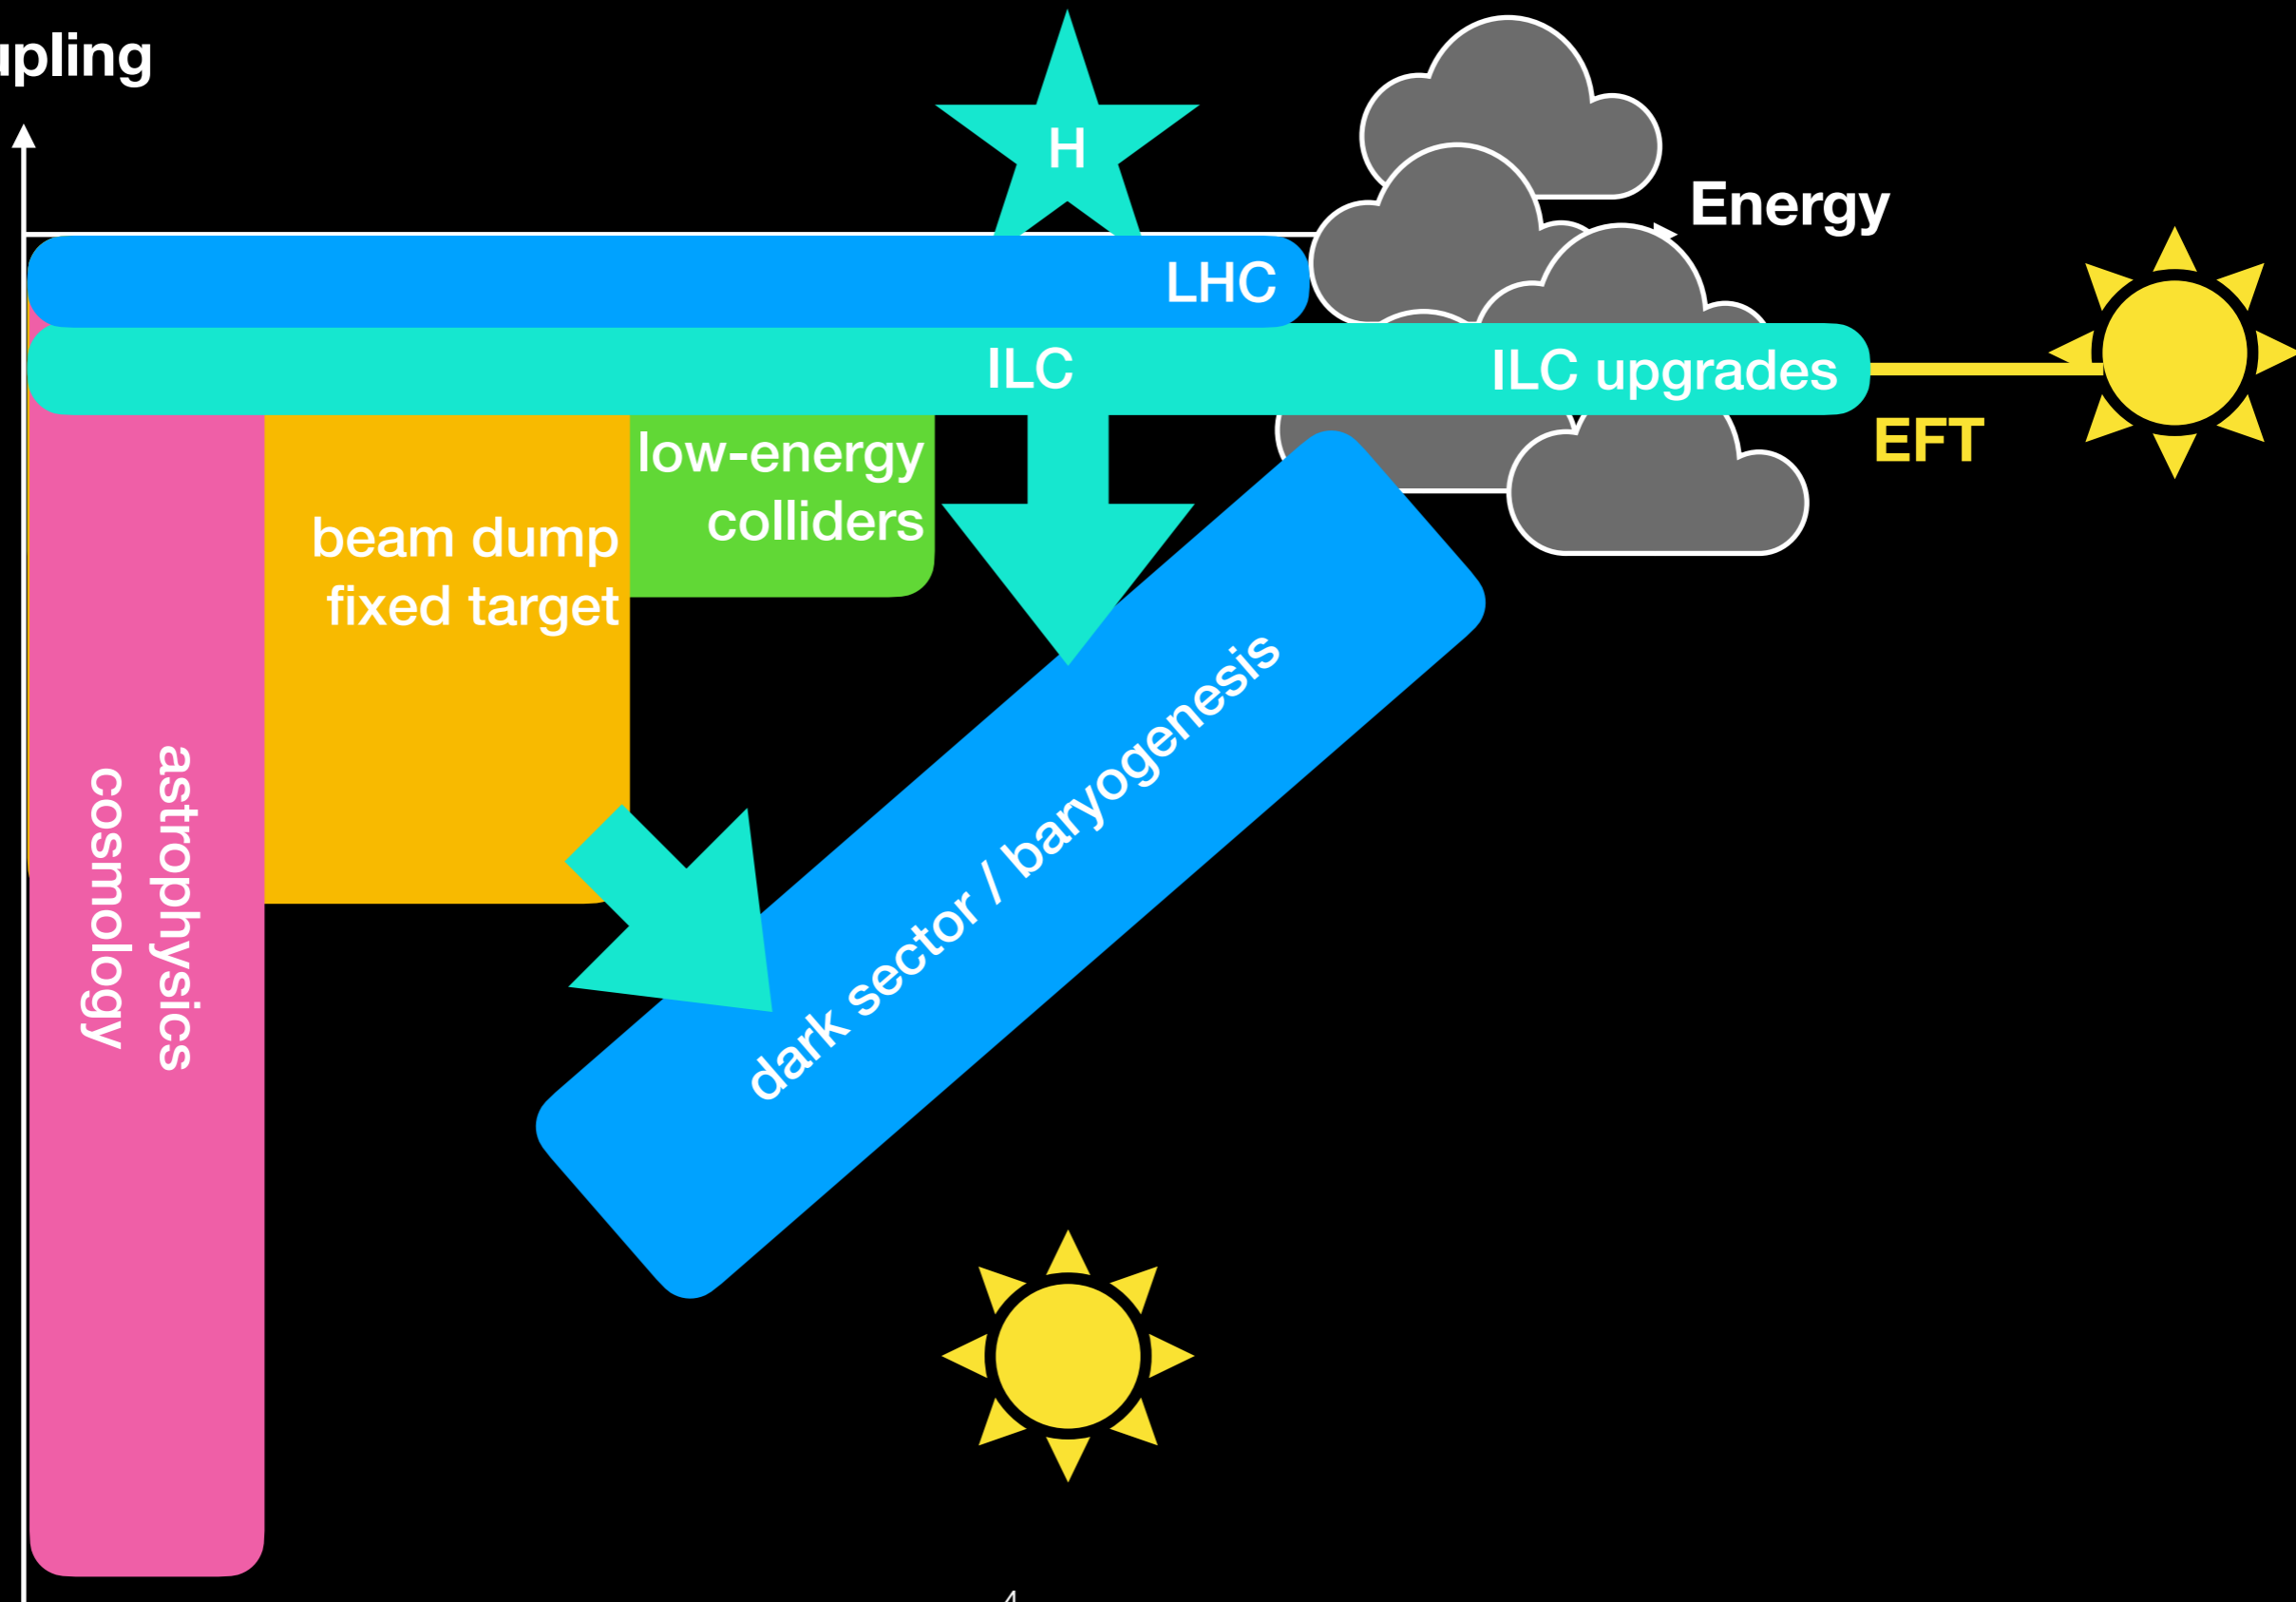 upling
H
Energy
LHC
ILC
ILC upgrades
EFT
low-energy
colliders
beam dump
fixed target
astrophysics
cosmology
dark sector / baryogenesis
4